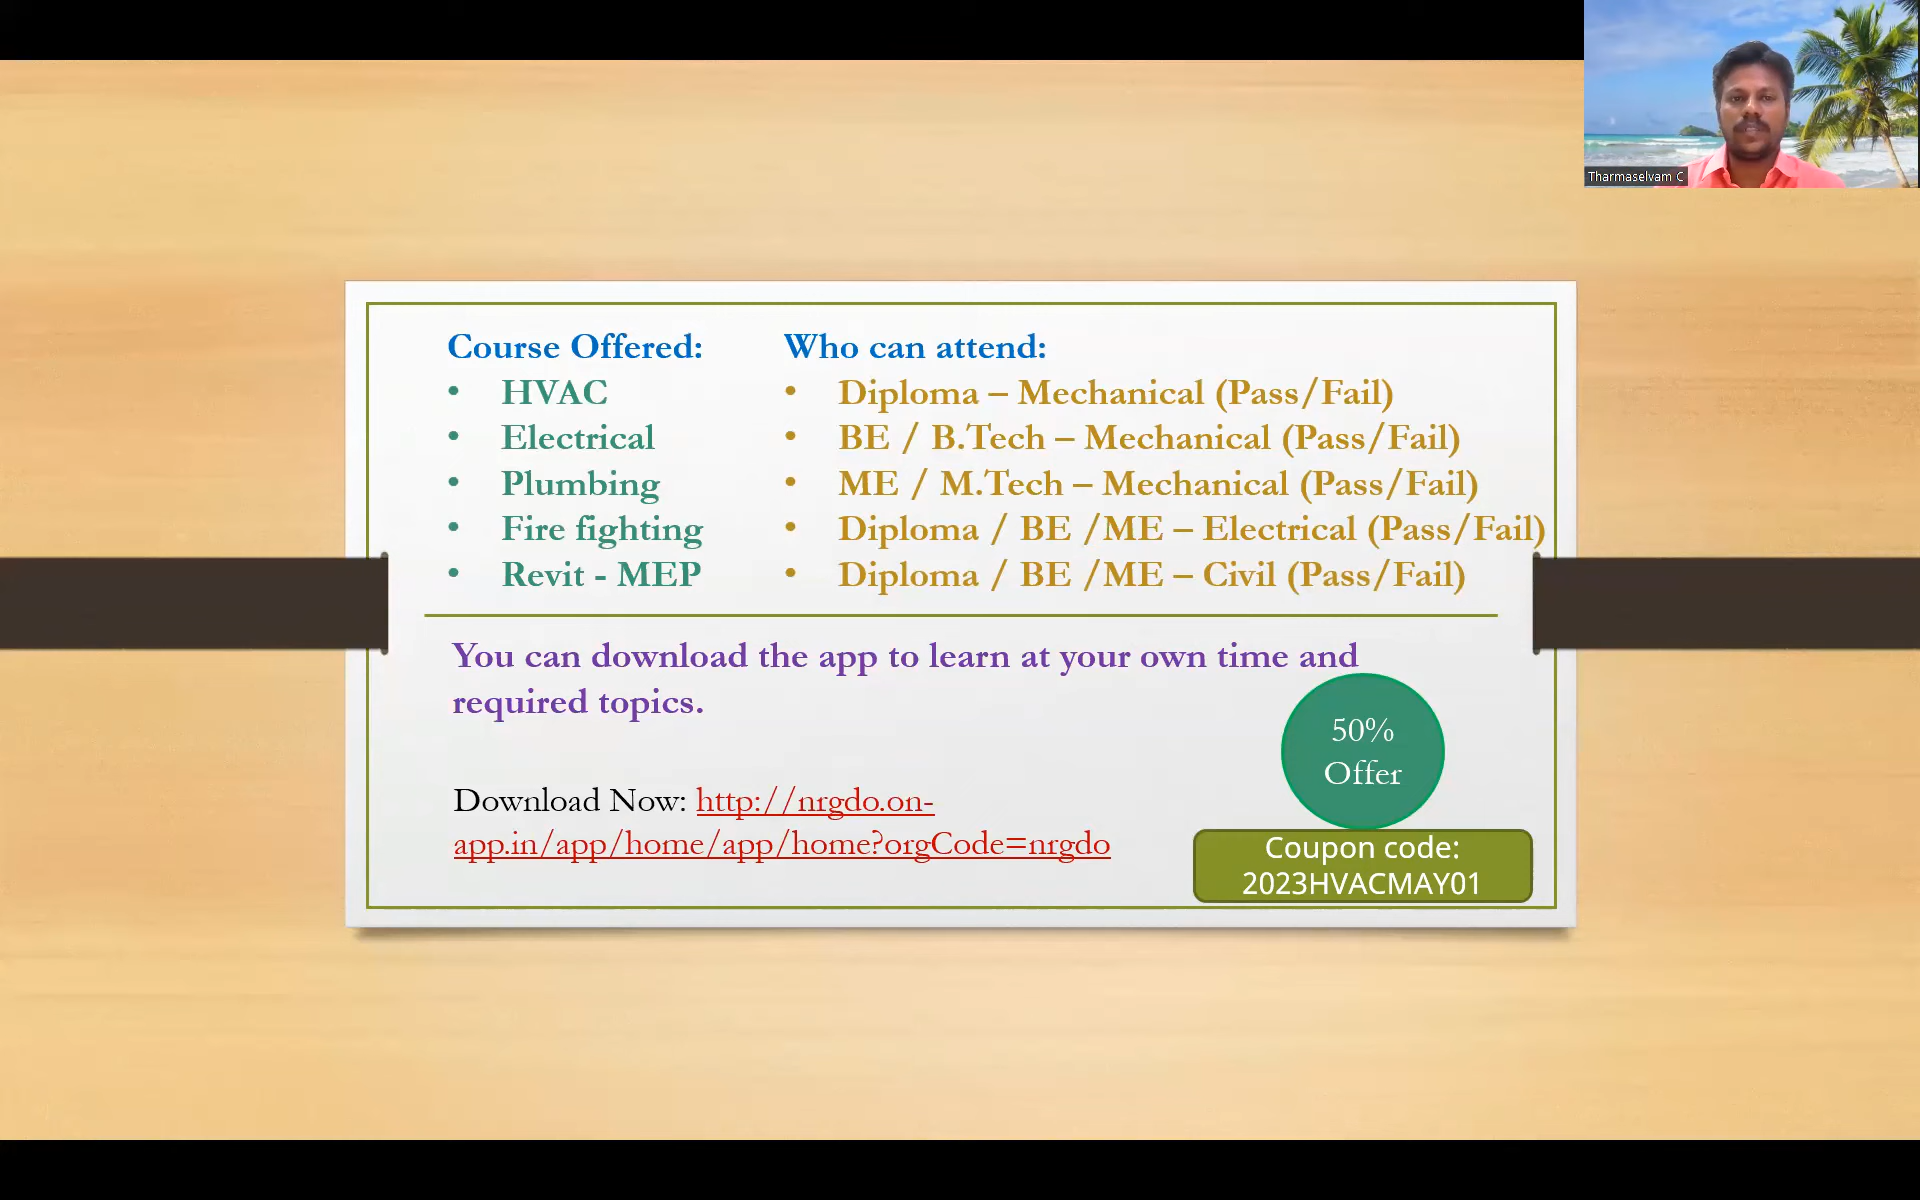 Tharmaselvam C
Course Offered:
• HVAC
• Electrical
• Plumbing
• Fire fighting
• Revit - MEP
Who can attend:
• Diploma – Mechanical (Pass/Fail)
• BE / B.Tech – Mechanical (Pass/Fail)
• ME / M.Tech – Mechanical (Pass/Fail)
• Diploma / BE /ME – Electrical (Pass/Fail)
• Diploma / BE /ME – Civil (Pass/Fail)
You can download the app to learn at your own time and
required topics.
Download Now: http://nrgdo.on-
app.in/app/home/app/home?orgCode=nrgdo
50%
Offer
Coupon code:
2023HVACMAY01